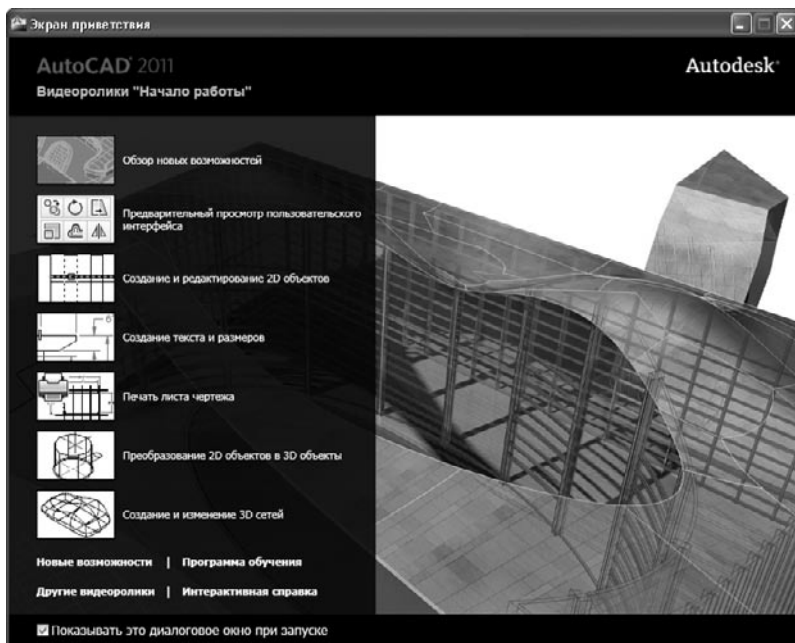 Экран приветствия
AutoCAD® 2011
Autodesk®
Видеоролики "Начало работы"
Обзор новых возможностей
Предварительный просмотр пользовательского
интерфейса
Создание и редактирование 2D объектов
6
Создание текста и размеров
Печать листа чертежа
Преобразование 2D объектов в 3D объекты
Создание и изменение 3D сетей
Новые возможности | Программа обучения
Другие видеоролики | Интерактивная справка
Показывать это диалоговое окно при запуске